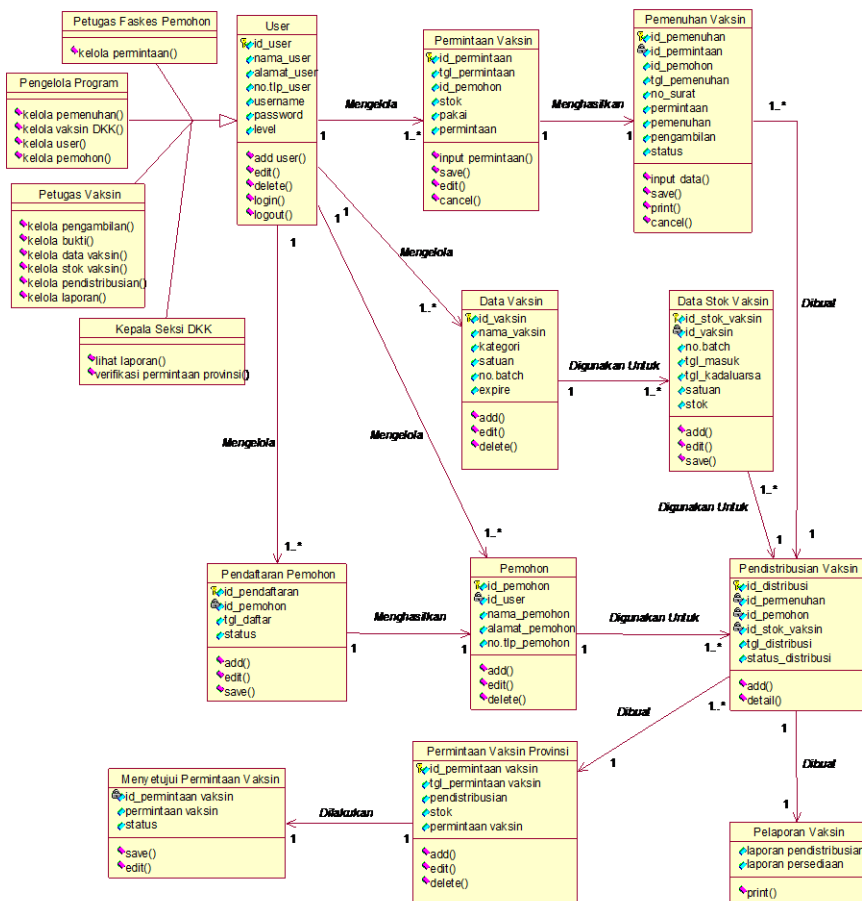 Petugas Faskes Pemohon
kelola permintaan()
Pengelola Program
kelola pemenuhan()
kelola vaksin DKK()
kelola user()
kelola pemohon()
Petugas Vaksin
kelola pengambilan()
kelola bukti()
kelola data vaksin()
kelola stok vaksin()
kelola pendistribusian()
kelola laporan()
Kepala Seksi DKK
lihat laporan()
verifikasi permintaan provinsi()
User
id_user
nama_user
alamat_user
no.tlp_user
username
password
level
add user()
edit()
delete()
login()
logout()
Mengelola
1
1..*
Permintaan Vaksin
id_permintaan
tgl_permintaan
id_pemohon
stok
pakai
permintaan
input permintaan()
save()
edit()
cancel()
Menghasilkan
1
1
Pemenuhan Vaksin
id_pemenuhan
id_permintaan
id_pemohon
tgl_pemenuhan
no_surat
permintaan
pemenuhan
pengambilan
status
input data()
save()
print()
cancel()
1..*
Dibuat
1
1
Mengelola
1..*
Data Vaksin
id_vaksin
nama_vaksin
kategori
satuan
no.batch
expire
add()
edit()
delete()
Digunakan Untuk
1
1..*
Data Stok Vaksin
id_stok_vaksin
id_vaksin
no.batch
tgl_masuk
tgl_kadaluarsa
satuan
stok
add()
edit()
save()
1..*
Digunakan Untuk
1
1
Mengelola
1..*
1
Mengelola
1..*
Pendaftaran Pemohon
id_pendaftaran
id_pemohon
tgl_daftar
status
add()
edit()
save()
Menghasilkan
1
1
Pemohon
id_pemohon
id_user
nama_pemohon
alamat_pemohon
no.tlp_pemohon
add()
edit()
delete()
Digunakan Untuk
1
1..*
Pendistribusian Vaksin
id_distribusi
id_permenuhan
id_pemohon
id_stok_vaksin
tgl_distribusi
status_distribusi
add()
detail()
1..*
Dibuat
1
1
Dibuat
1
Permintaan Vaksin Provinsi
id_permintaan vaksin
tgl_permintaan vaksin
pendistribusian
stok
permintaan vaksin
add()
edit()
delete()
Dilakukan
1
1
Menyetujui Permintaan Vaksin
id_permintaan vaksin
permintaan vaksin
status
save()
edit()
Pelaporan Vaksin
laporan pendistribusian
laporan persediaan
print()